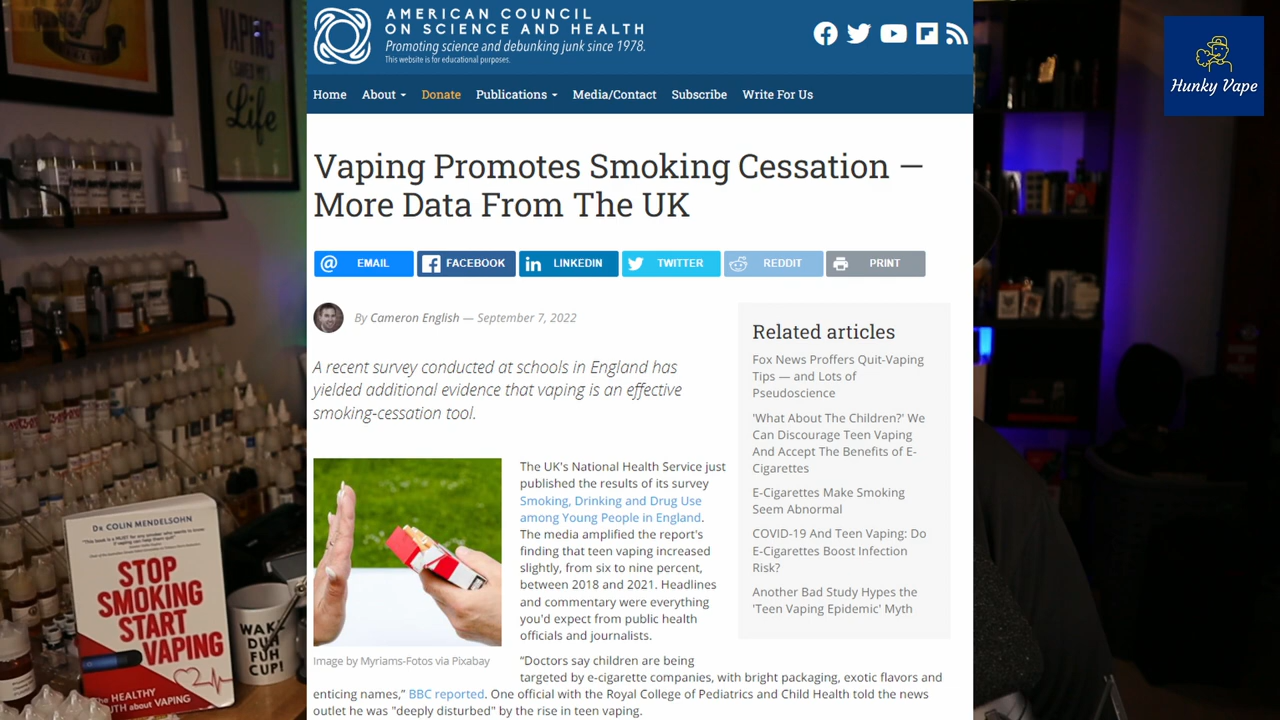 AMERICAN COUNCIL
ON SCIENCE AND HEALTH
Promoting science and debunking junk since 1978.
This website is for educational purposes.
Home About Donate Publications Media/Contact Subscribe Write For Us
Hunky Vape
Vaping Promotes Smoking Cessation —
More Data From The UK
EMAIL FACEBOOK LINKEDIN TWITTER REDDIT PRINT
By Cameron English — September 7, 2022
A recent survey conducted at schools in England has
yielded additional evidence that vaping is an effective
smoking-cessation tool.
Related articles
Fox News Proffers Quit-Vaping
Tips — and Lots of
Pseudoscience
'What About The Children?' We
Can Discourage Teen Vaping
And Accept The Benefits of E-
Cigarettes
E-Cigarettes Make Smoking
Seem Abnormal
COVID-19 And Teen Vaping: Do
E-Cigarettes Boost Infection
Risk?
Another Bad Study Hypes the
'Teen Vaping Epidemic' Myth
Image by Myriams-Fotos via Pixabay
The UK's National Health Service just
published the results of its survey
Smoking, Drinking and Drug Use
among Young People in England.
The media amplified the report's
finding that teen vaping increased
slightly, from six to nine percent,
between 2018 and 2021. Headlines
and commentary were everything
you'd expect from public health
officials and journalists.
“Doctors say children are being
targeted by e-cigarette companies, with bright packaging, exotic flavors and
enticing names,” BBC reported. One official with the Royal College of Pediatrics and Child Health told the news
outlet he was "deeply disturbed" by the rise in teen vaping.
VAPING
Life
DR COLIN MENDELSOHN
STOP
SMOKING
START
VAPING
The HEALTHY
TRUTH about VAPING
WAK
DUH
FUH
CUP!